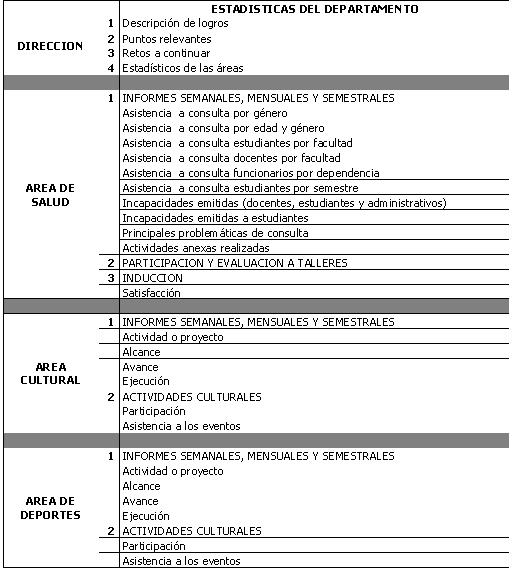 ESTADISTICAS DEL DEPARTAMENTO
DIRECCION
1 Descripción de logros
2 Puntos relevantes
3 Retos a continuar
4 Estadísticos de las áreas
AREA DE
SALUD
1 INFORMES SEMANALES, MENSUALES Y SEMESTRALES
Asistencia a consulta por género
Asistencia a consulta por edad y género
Asistencia a consulta estudiantes por facultad
Asistencia a consulta docentes por facultad
Asistencia a consulta funcionarios por dependencia
Asistencia a consulta estudiantes por semestre
Incapacidades emitidas (docentes, estudiantes y administrativos)
Incapacidades emitidas a estudiantes
Principales problemáticas de consulta
Actividades anexas realizadas
2 PARTICIPACION Y EVALUACION A TALLERES
3 INDUCCION
Satisfacción
AREA
CULTURAL
1 INFORMES SEMANALES, MENSUALES Y SEMESTRALES
Actividad o proyecto
Alcance
Avance
Ejecución
2 ACTIVIDADES CULTURALES
Participación
Asistencia a los eventos
AREA DE
DEPORTES
1 INFORMES SEMANALES, MENSUALES Y SEMESTRALES
Actividad o proyecto
Alcance
Avance
Ejecución
2 ACTIVIDADES CULTURALES
Participación
Asistencia a los eventos